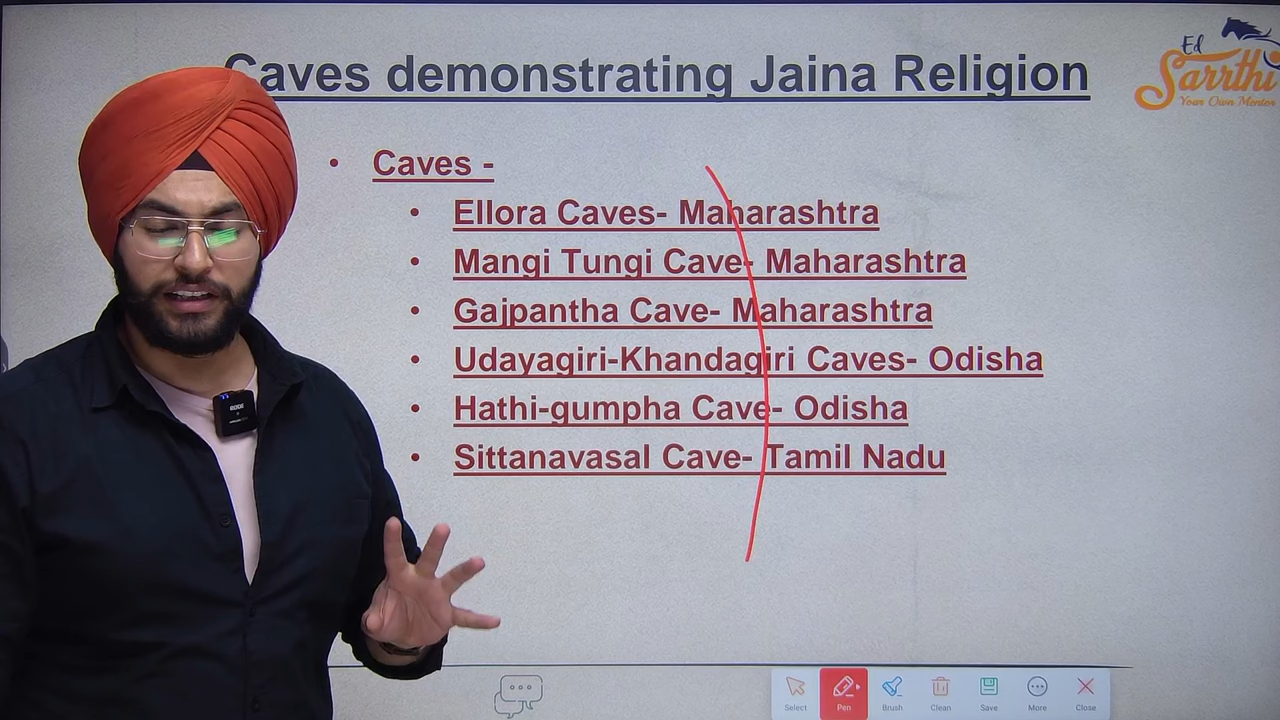 Caves demonstrating Jaina Religion
Ed
Sarrthi
Your Own Mentor
• Caves -
• Ellora Caves- Maharashtra
• Mangi Tungi Cave- Maharashtra
• Gajpantha Cave- Maharashtra
• Udayagiri-Khandagiri Caves- Odisha
• Hathi-gumpha Cave- Odisha
• Sittanavasal Cave- Tamil Nadu
RODE
Select Pen Brush Clean Save More Close